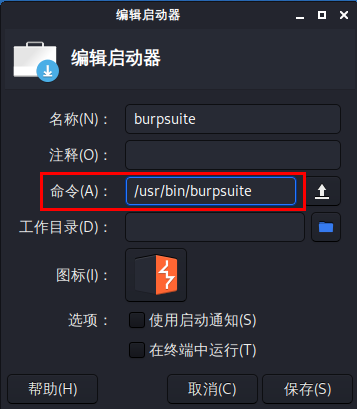 编辑启动器
编辑启动器
名称(N)： burpsuite
注释(O)：
命令(A)： /usr/bin/burpsuite
工作目录(D)：
图标(I)：
选项： 使用启动通知(S)
在终端中运行(T)
帮助(H) 取消(C) 保存(S)